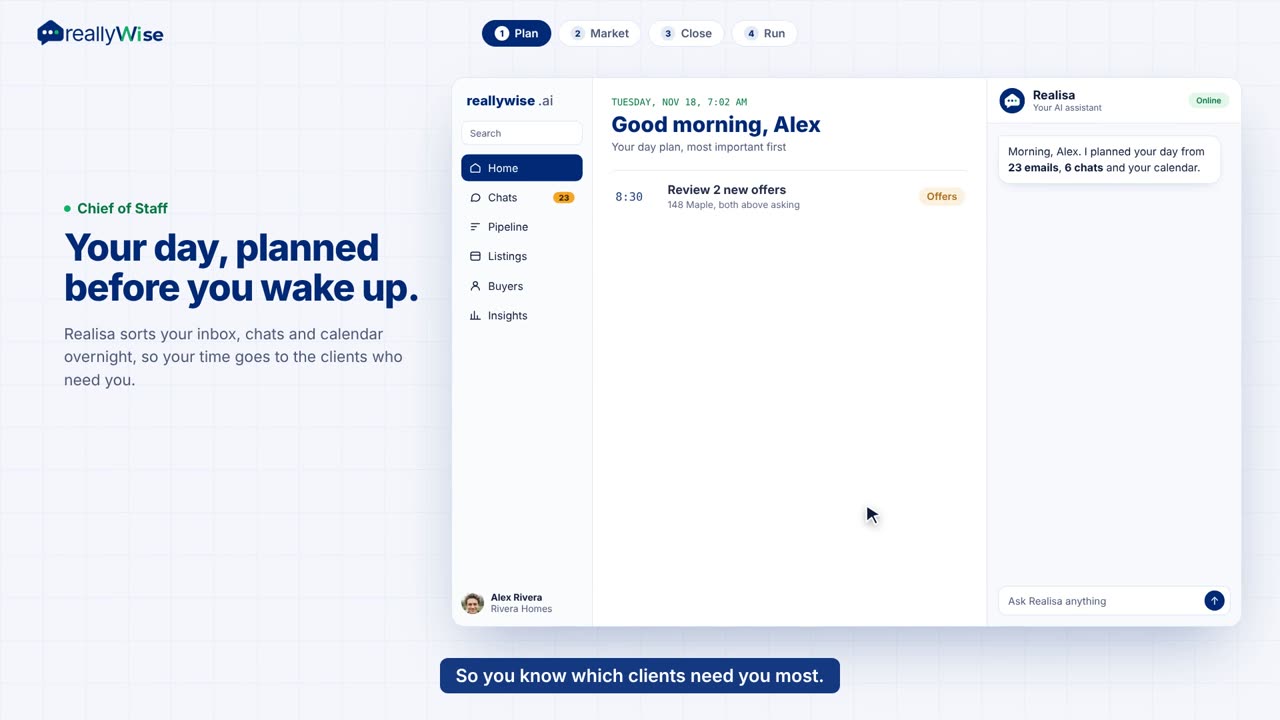 reallyWise
1 Plan
2 Market
3 Close
4 Run
Chief of Staff
Your day, planned
before you wake up.
Realisa sorts your inbox, chats and calendar
overnight, so your time goes to the clients who
need you.
reallywise .ai
Search
Home
Chats 23
Pipeline
Listings
Buyers
Insights
Alex Rivera
Rivera Homes
TUESDAY, NOV 18, 7:02 AM
Good morning, Alex
Your day plan, most important first
8:30 Review 2 new offers Offers
148 Maple, both above asking
Realisa
Your AI assistant
Online
Morning, Alex. I planned your day from
23 emails, 6 chats and your calendar.
Ask Realisa anything
So you know which clients need you most.